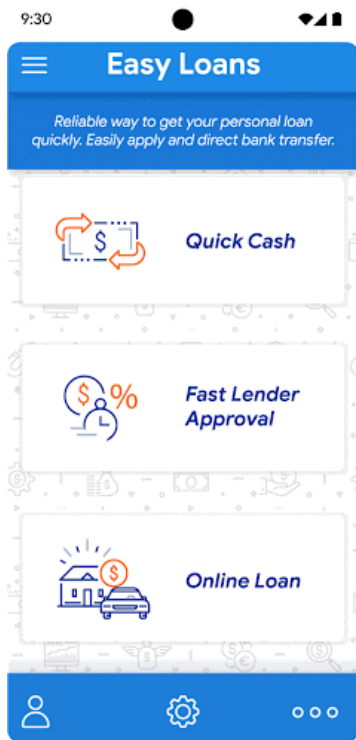 9:30
Easy Loans
Reliable way to get your personal loan
quickly. Easily apply and direct bank transfer.
$
Quick Cash
$ %
Fast Lender
Approval
$
Online Loan